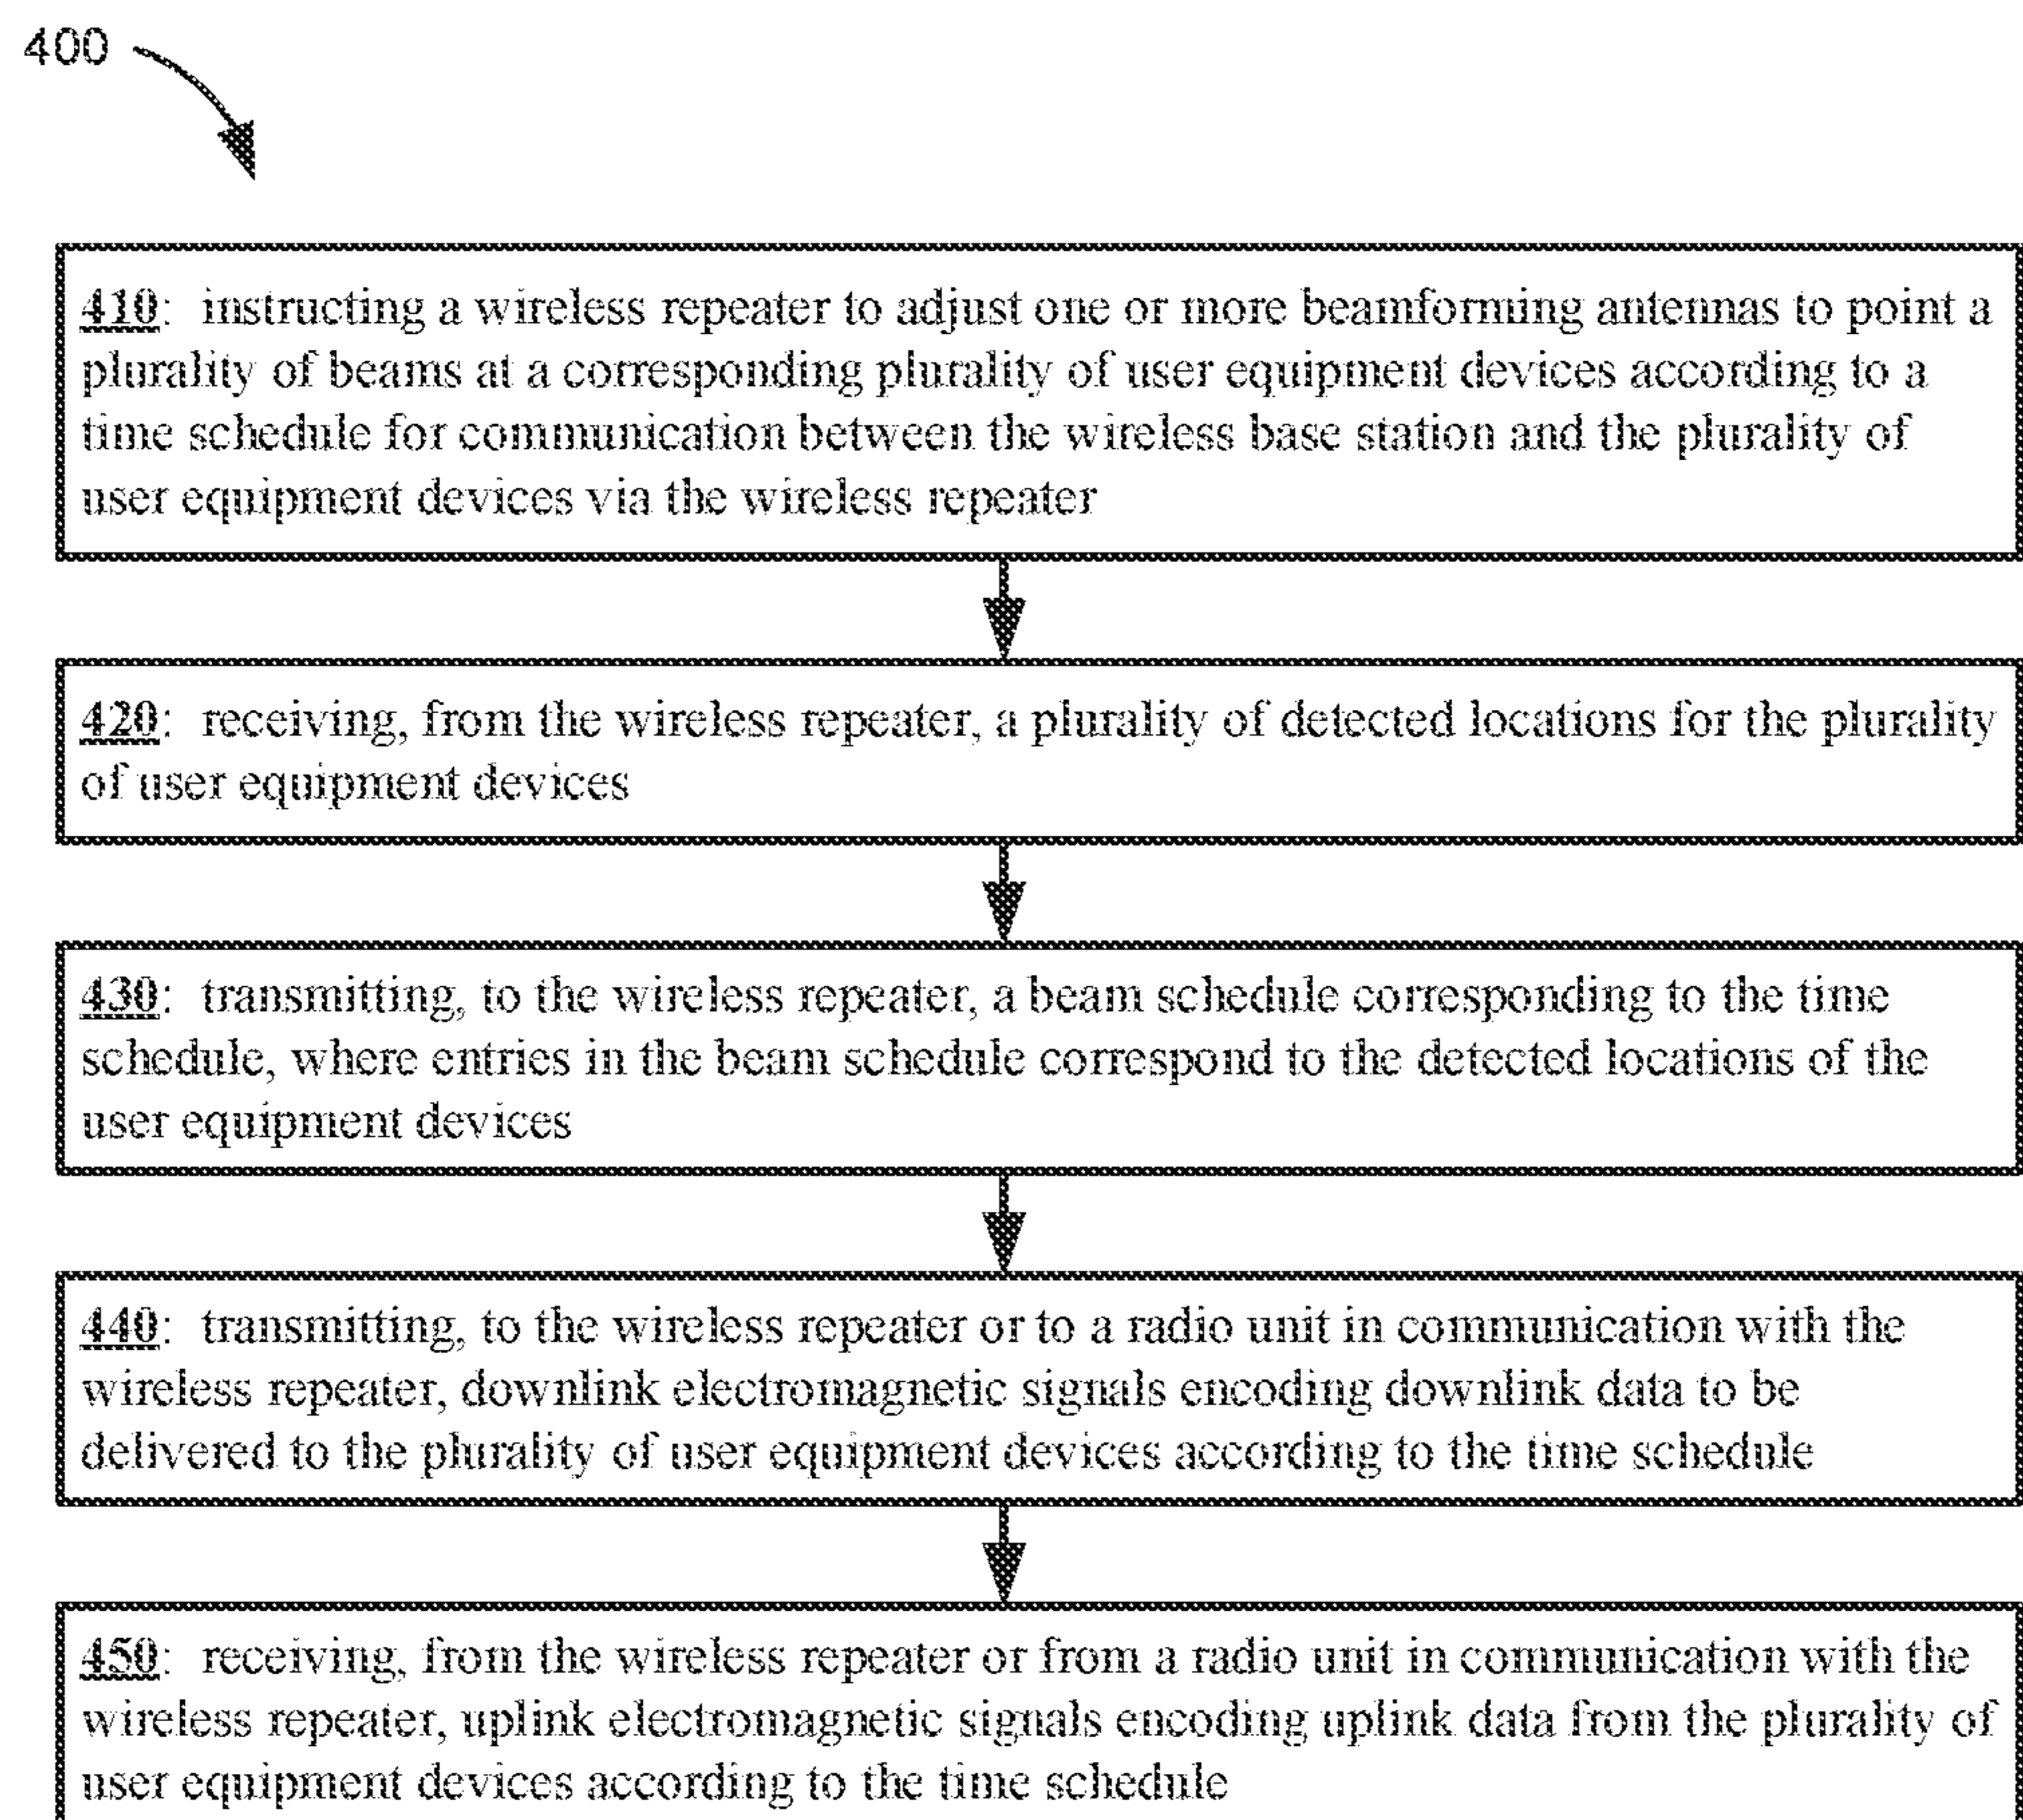 400
410: instructing a wireless repeater to adjust one or more beamforming antennas to point a
plurality of beams at a corresponding plurality of user equipment devices according to a
time schedule for communication between the wireless base station and the plurality of
user equipment devices via the wireless repeater
420: receiving, from the wireless repeater, a plurality of detected locations for the plurality
of user equipment devices
430: transmitting, to the wireless repeater, a beam schedule corresponding to the time
schedule, where entries in the beam schedule correspond to the detected locations of the
user equipment devices
440: transmitting, to the wireless repeater or to a radio unit in communication with the
wireless repeater, downlink electromagnetic signals encoding downlink data to be
delivered to the plurality of user equipment devices according to the time schedule
450: receiving, from the wireless repeater or from a radio unit in communication with the
wireless repeater, uplink electromagnetic signals encoding uplink data from the plurality of
user equipment devices according to the time schedule